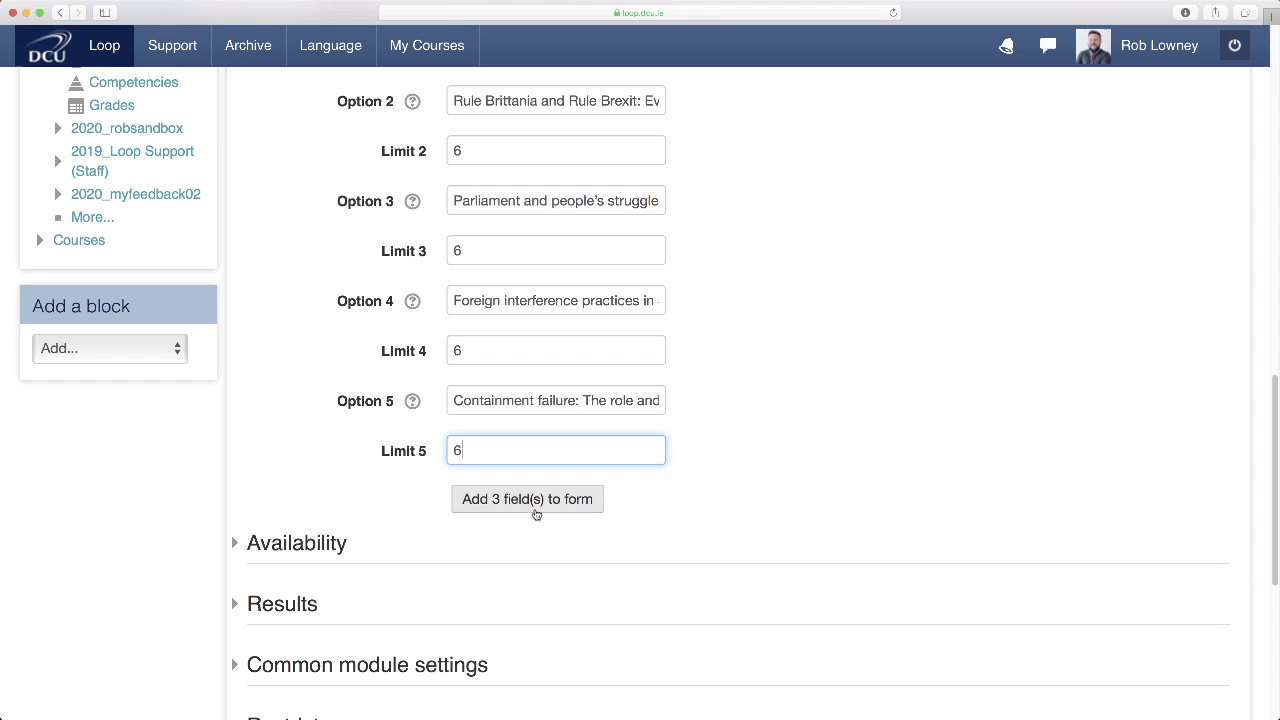 loop.dcu.ie
DCU Loop Support Archive Language My Courses Rob Lowney
Competencies
Grades
2020_robsandbox
2019_Loop Support
(Staff)
2020_myfeedback02
More...
Courses
Add a block
Add...
Option 2 ? Rule Brittania and Rule Brexit: Ev
Limit 2 6
Option 3 ? Parliament and people's struggle
Limit 3 6
Option 4 ? Foreign interference practices in
Limit 4 6
Option 5 ? Containment failure: The role and
Limit 5 6
Add 3 field(s) to form
Availability
Results
Common module settings